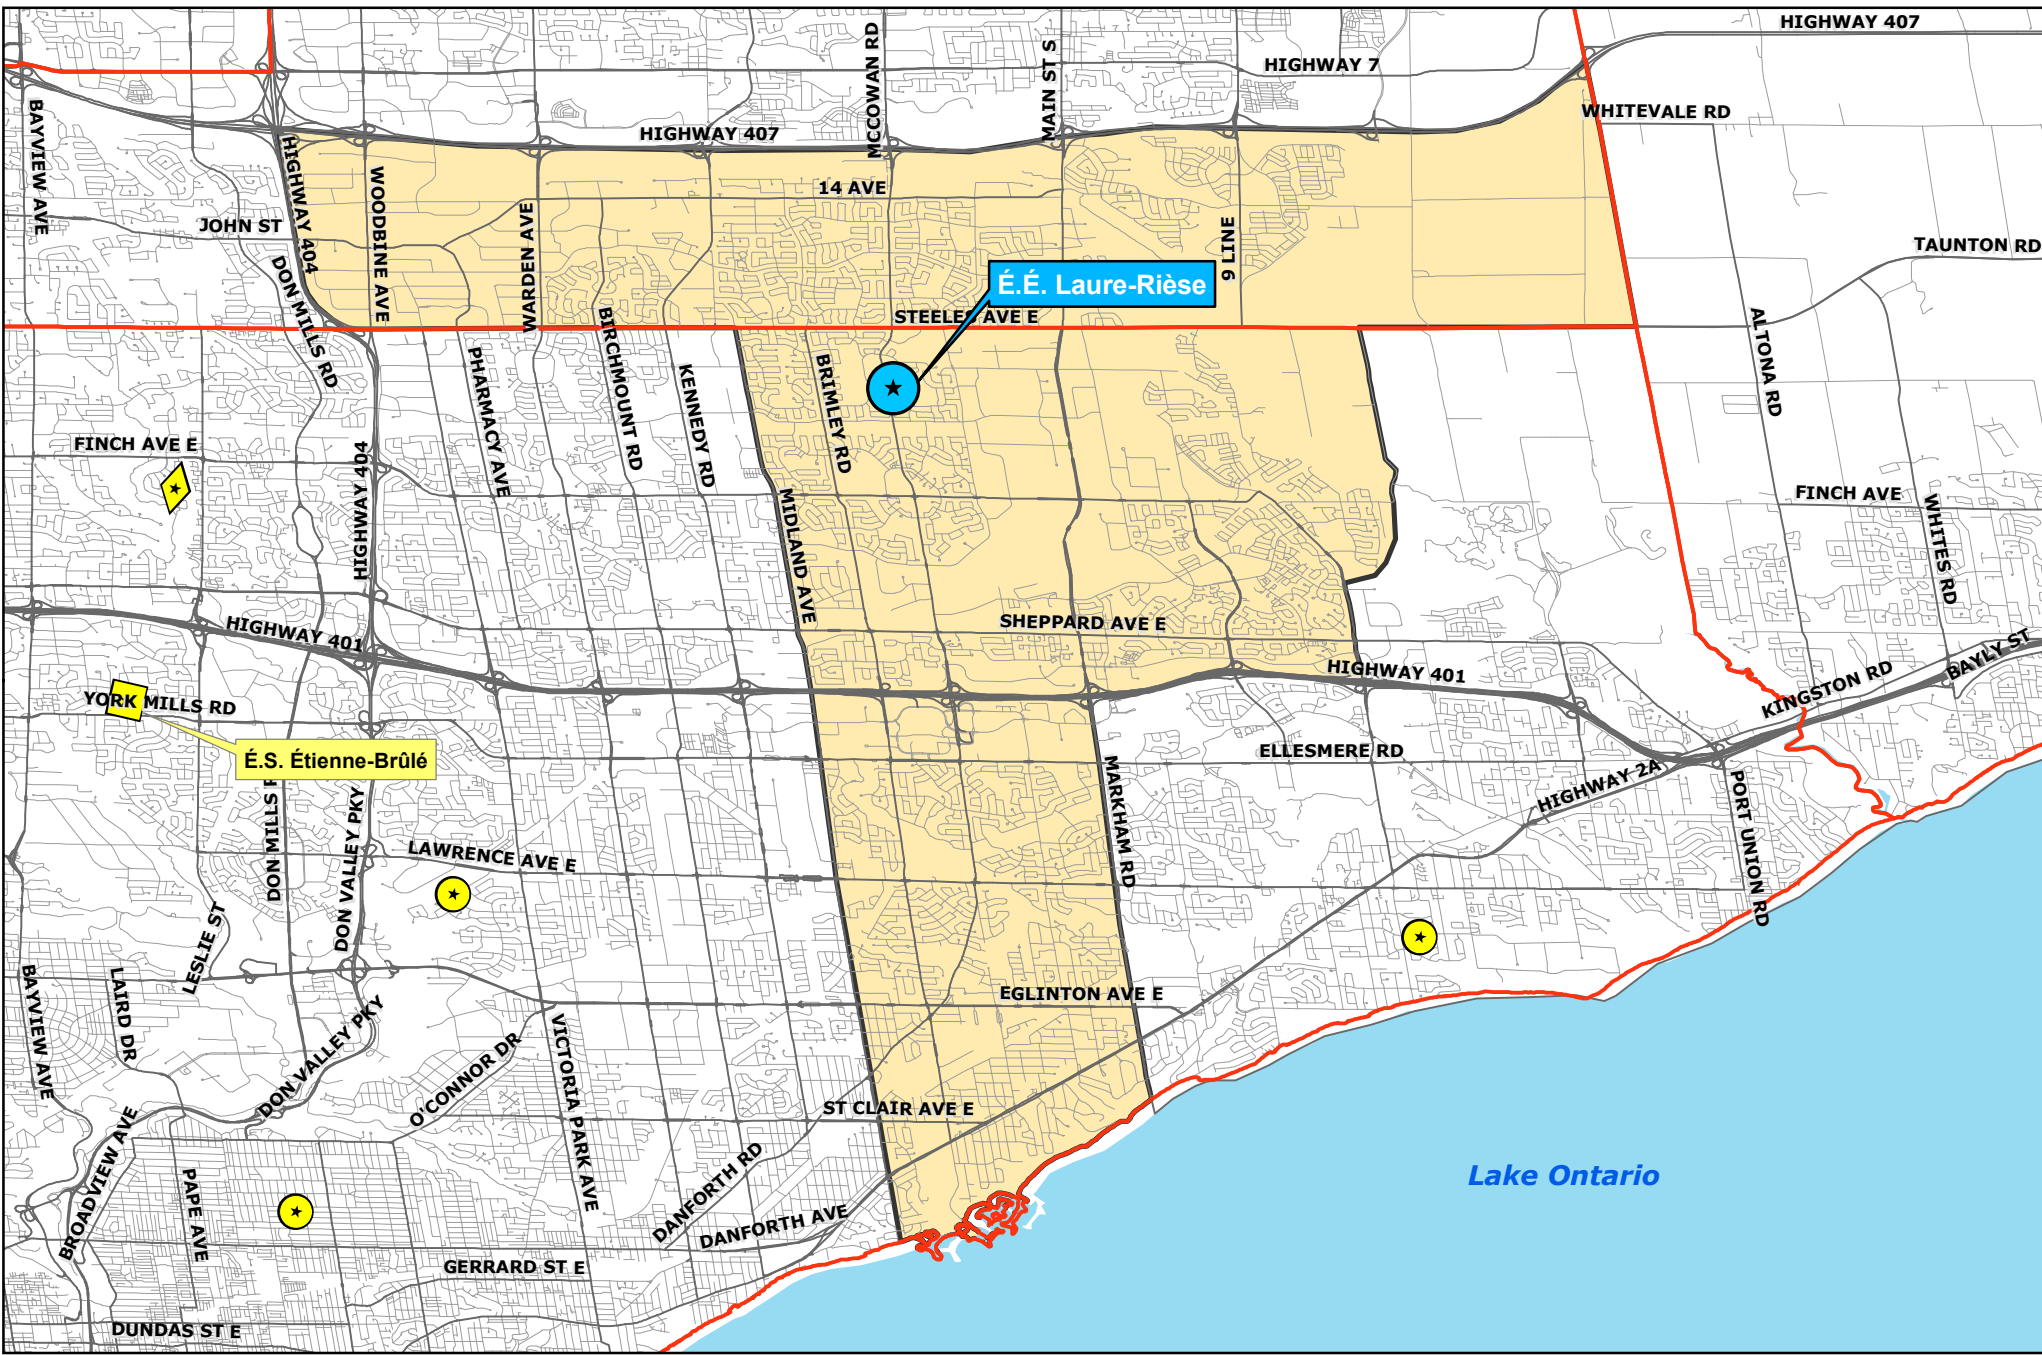 HIGHWAY 407
HIGHWAY 7
MCCOWAN RD
MAIN ST S
WHITEVALE RD
BAYVIEW AVE
HIGHWAY 407
HIGHWAY 404
WOODBINE AVE
14 AVE
JOHN ST
WARDEN AVE
9 LINE
TAUNTON RD
DON MILLS RD
É.É. Laure-Rièse
STEELES AVE E
BIRCHMOUNT RD
ALTONA RD
PHARMACY AVE
KENNEDY RD
BRIMLEY RD
FINCH AVE E
HIGHWAY 404
MIDLAND AVE
FINCH AVE
WHITES RD
HIGHWAY 401
SHEPPARD AVE E
HIGHWAY 401
KINGSTON RD
BAYLY ST
YORK MILLS RD
É.S. Étienne-Brûlé
ELLESMERE RD
HIGHWAY 2A
PORT UNION RD
MARKHAM RD
DON MILLS R
DON VALLEY PKY
LAWRENCE AVE E
LESLIE ST
BAYVIEW AVE
LAIRD DR
EGLINTON AVE E
DON VALLEY PKY
O'CONNOR DR
VICTORIA PARK AVE
ST CLAIR AVE E
BROADVIEW AVE
PAPE AVE
DANFORTH RD
DANFORTH AVE
Lake Ontario
GERRARD ST E
DUNDAS ST E